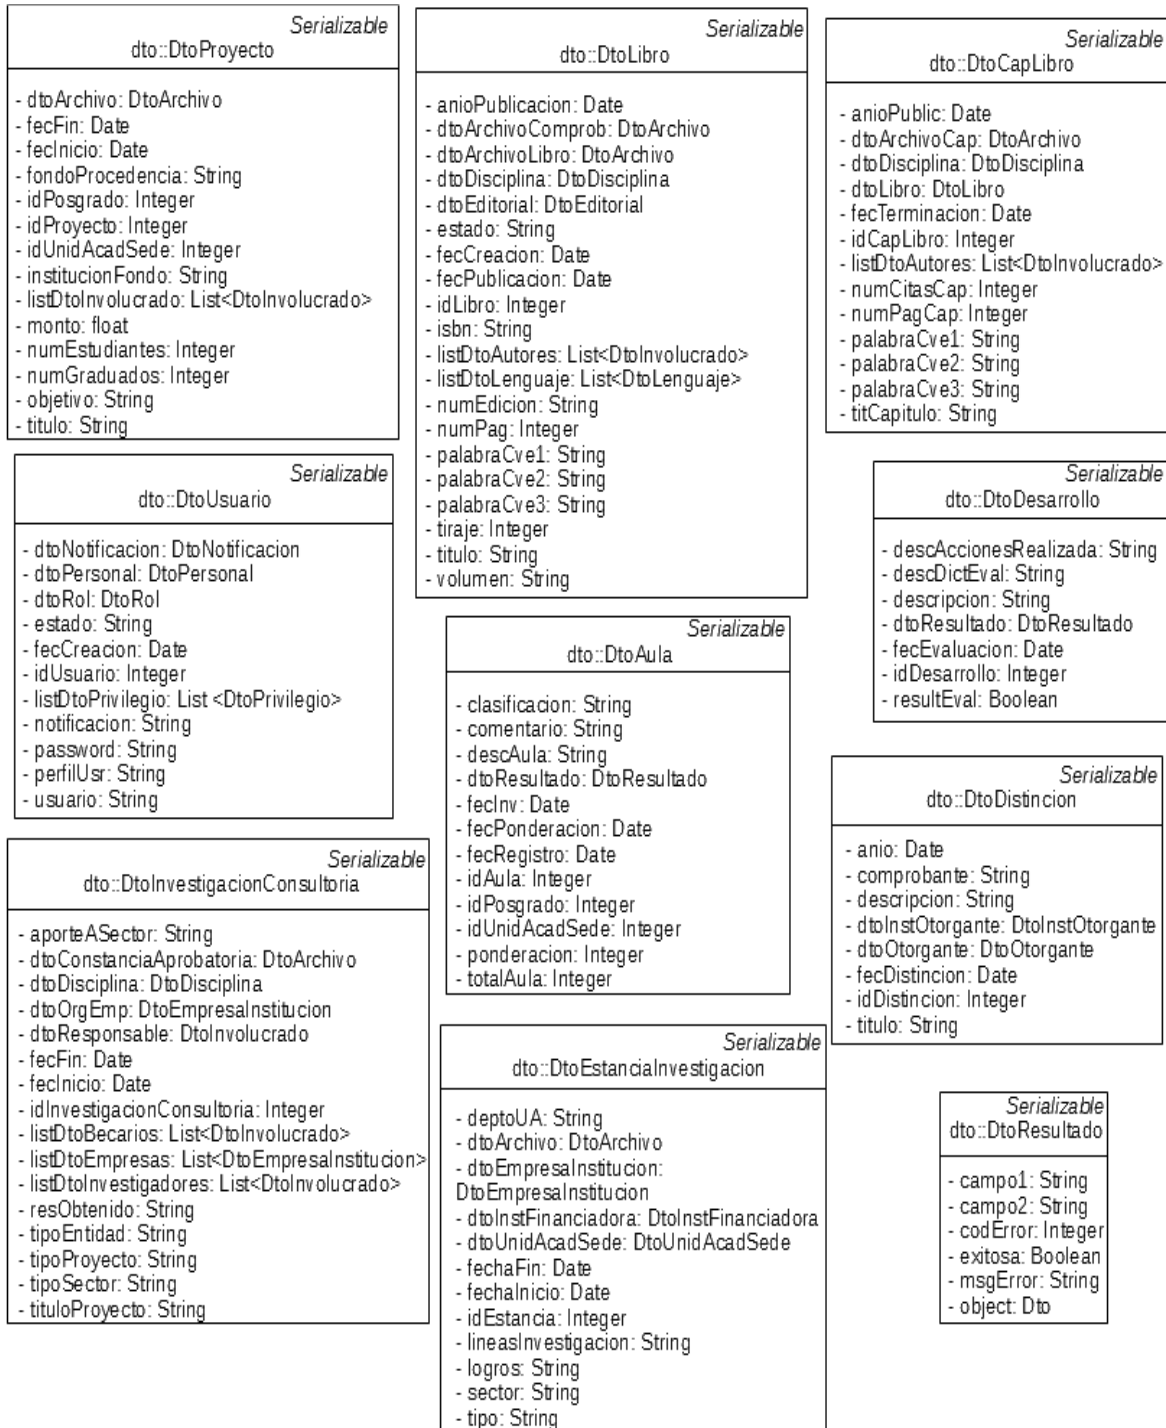 Serializable
dto::DtoProyecto
- dtoArchivo: DtoArchivo
- fecFin: Date
- fecInicio: Date
- fondoProcedencia: String
- idPosgrado: Integer
- idProyecto: Integer
- idUnidAcadSede: Integer
- institucionFondo: String
- listDtoInvolucrado: List<DtoInvolucrado>
- monto: float
- numEstudiantes: Integer
- numGraduados: Integer
- objetivo: String
- titulo: String
Serializable
dto::DtoLibro
- anioPublicacion: Date
- dtoArchivoComprob: DtoArchivo
- dtoArchivoLibro: DtoArchivo
- dtoDisciplina: DtoDisciplina
- dtoEditorial: DtoEditorial
- estado: String
- fecCreacion: Date
- fecPublicacion: Date
- idLibro: Integer
- isbn: String
- listDtoAutores: List<DtoInvolucrado>
- listDtoLenguaje: List<DtoLenguaje>
- numEdicion: String
- numPag: Integer
- palabraCve1: String
- palabraCve2: String
- palabraCve3: String
- tiraje: Integer
- titulo: String
- volumen: String
Serializable
dto::DtoCapLibro
- anioPublic: Date
- dtoArchivoCap: DtoArchivo
- dtoDisciplina: DtoDisciplina
- dtoLibro: DtoLibro
- fecTerminacion: Date
- idCapLibro: Integer
- listDtoAutores: List<DtoInvolucrado>
- numCitasCap: Integer
- numPagCap: Integer
- palabraCve1: String
- palabraCve2: String
- palabraCve3: String
- titCapitulo: String
Serializable
dto::DtoUsuario
- dtoNotificacion: DtoNotificacion
- dtoPersonal: DtoPersonal
- dtoRol: DtoRol
- estado: String
- fecCreacion: Date
- idUsuario: Integer
- listDtoPrivilegio: List <DtoPrivilegio>
- notificacion: String
- password: String
- perfilUsr: String
- usuario: String
Serializable
dto::DtoAula
- clasificacion: String
- comentario: String
- descAula: String
- dtoResultado: DtoResultado
- fecInv: Date
- fecPonderacion: Date
- fecRegistro: Date
- idAula: Integer
- idPosgrado: Integer
- idUnidAcadSede: Integer
- ponderacion: Integer
- totalAula: Integer
Serializable
dto::DtoDesarrollo
- descAccionesRealizada: String
- descDictEval: String
- descripcion: String
- dtoResultado: DtoResultado
- fecEvaluacion: Date
- idDesarrollo: Integer
- resultEval: Boolean
Serializable
dto::DtoDistincion
- anio: Date
- comprobante: String
- descripcion: String
- dtoInstOtorgante: DtoInstOtorgante
- dtoOtorgante: DtoOtorgante
- fecDistincion: Date
- idDistincion: Integer
- titulo: String
Serializable
dto::DtoInvestigacionConsultoria
- aporteASector: String
- dtoConstanciaAprobatoria: DtoArchivo
- dtoDisciplina: DtoDisciplina
- dtoOrgEmp: DtoEmpresaInstitucion
- dtoResponsable: DtoInvolucrado
- fecFin: Date
- fecInicio: Date
- idInvestigacionConsultoria: Integer
- listDtoBecarios: List<DtoInvolucrado>
- listDtoEmpresas: List<DtoEmpresaInstitucion>
- listDtoInvestigadores: List<DtoInvolucrado>
- resObtenido: String
- tipoEntidad: String
- tipoProyecto: String
- tipoSector: String
- tituloProyecto: String
Serializable
dto::DtoEstanciaInvestigacion
- deptoUA: String
- dtoArchivo: DtoArchivo
- dtoEmpresaInstitucion:
DtoEmpresaInstitucion
- dtoInstFinanciadora: DtoInstFinanciadora
- dtoUnidAcadSede: DtoUnidAcadSede
- fechaFin: Date
- fechaInicio: Date
- idEstancia: Integer
- lineasInvestigacion: String
- logros: String
- sector: String
- tipo: String
Serializable
dto::DtoResultado
- campo1: String
- campo2: String
- codError: Integer
- exitosa: Boolean
- msgError: String
- object: Dto